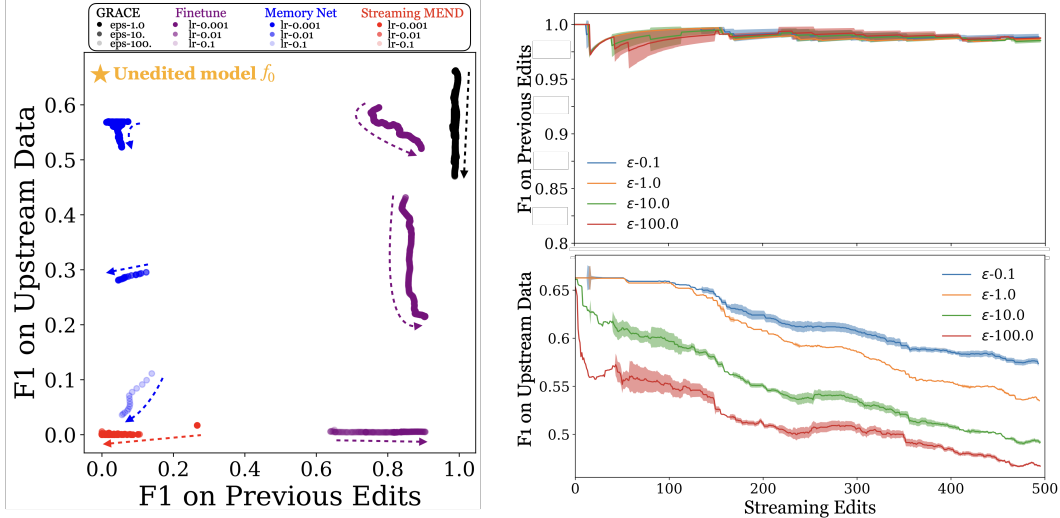 GRACE Finetune Memory Net Streaming MEND
eps-1.0 lr-0.001 lr-0.001 lr-0.001
eps-10. lr-0.01 lr-0.01 lr-0.01
eps-100. lr-0.1 lr-0.1 lr-0.1
Unedited model f₀
F1 on Upstream Data
0.6
0.5
0.4
0.3
0.2
0.1
0.0
0.0 0.2 0.4 0.6 0.8 1.0
F1 on Previous Edits
F1 on Previous Edits
1.0
0.95
0.9
0.85
0.8
ε-0.1
ε-1.0
ε-10.0
ε-100.0
F1 on Upstream Data
0.65
0.6
0.55
0.5
ε-0.1
ε-1.0
ε-10.0
ε-100.0
0 100 200 300 400 500
Streaming Edits